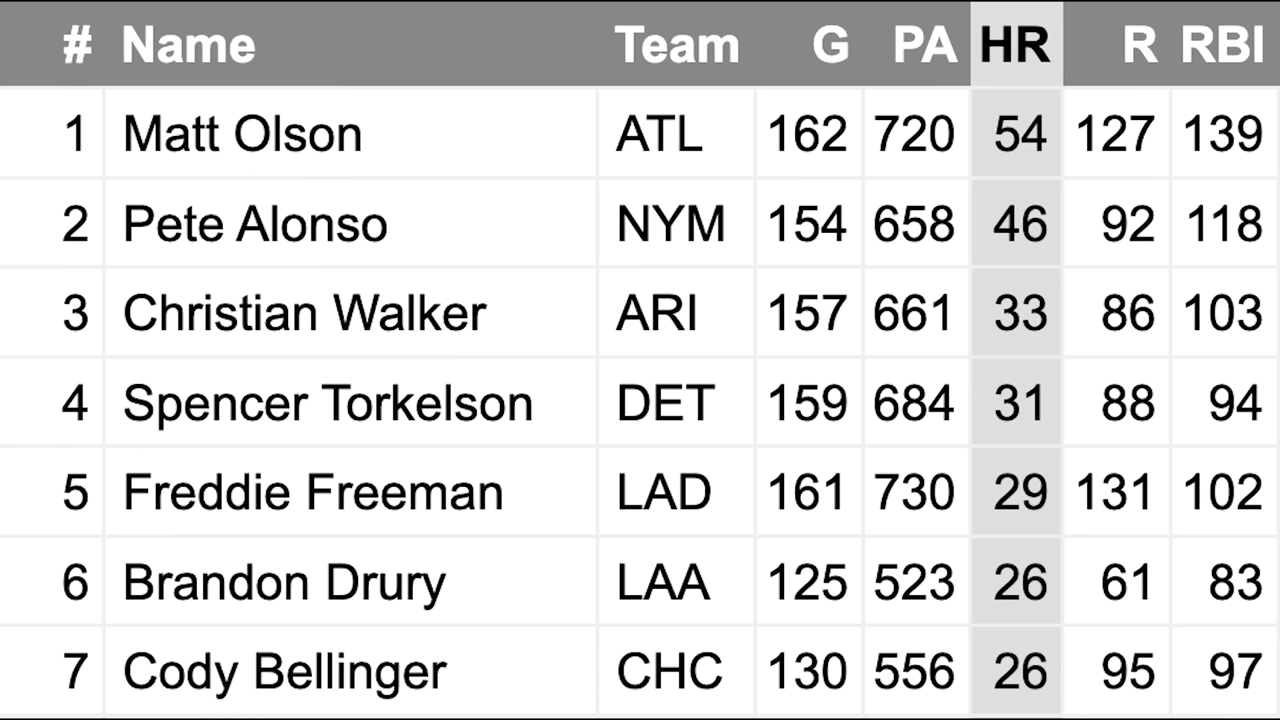 # Name Team G PA HR R RBI
1 Matt Olson ATL 162 720 54 127 139
2 Pete Alonso NYM 154 658 46 92 118
3 Christian Walker ARI 157 661 33 86 103
4 Spencer Torkelson DET 159 684 31 88 94
5 Freddie Freeman LAD 161 730 29 131 102
6 Brandon Drury LAA 125 523 26 61 83
7 Cody Bellinger CHC 130 556 26 95 97